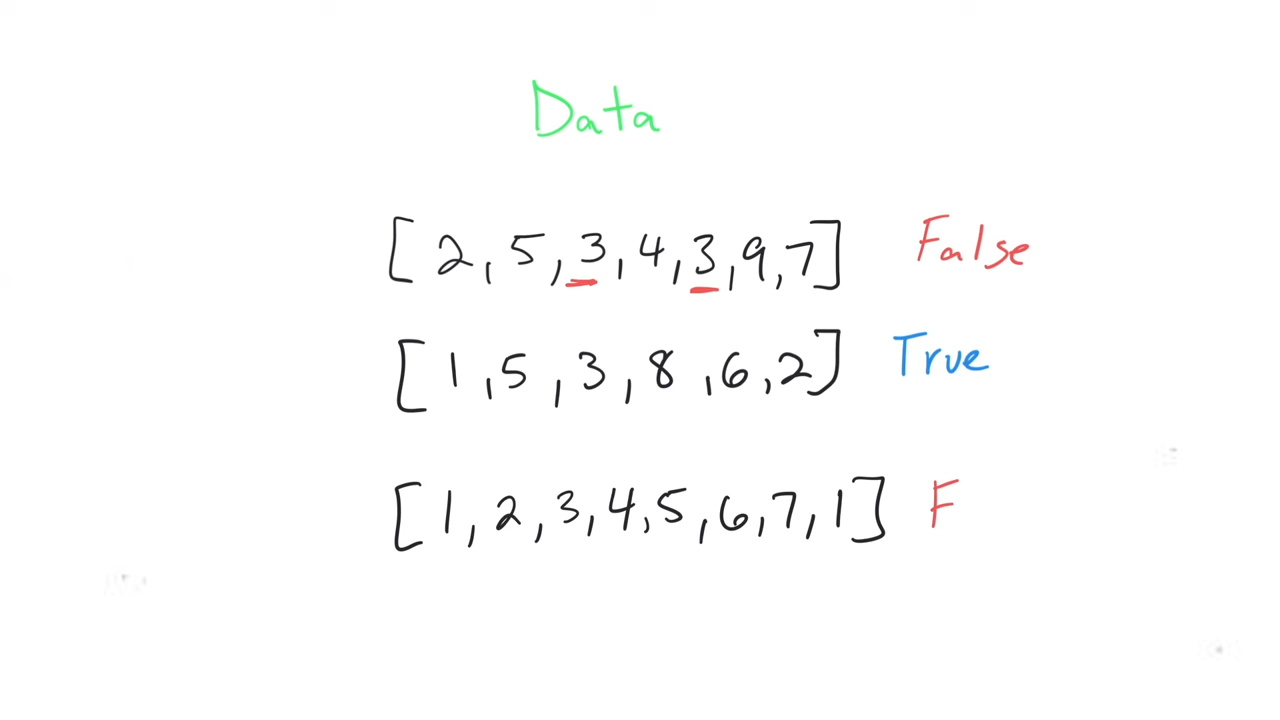 Data
[2, 5, 3, 4, 3, 9, 7] False
[1, 5, 3, 8, 6, 2] True
[1, 2, 3, 4, 5, 6, 7, 1] F